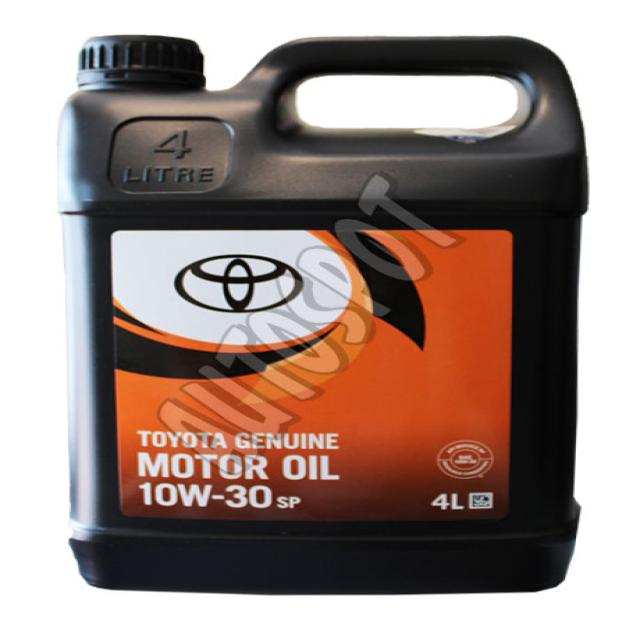 4
LITRE
AUTOSPOT
TOYOTA GENUINE
MOTOR OIL
10W-30 SP
4L